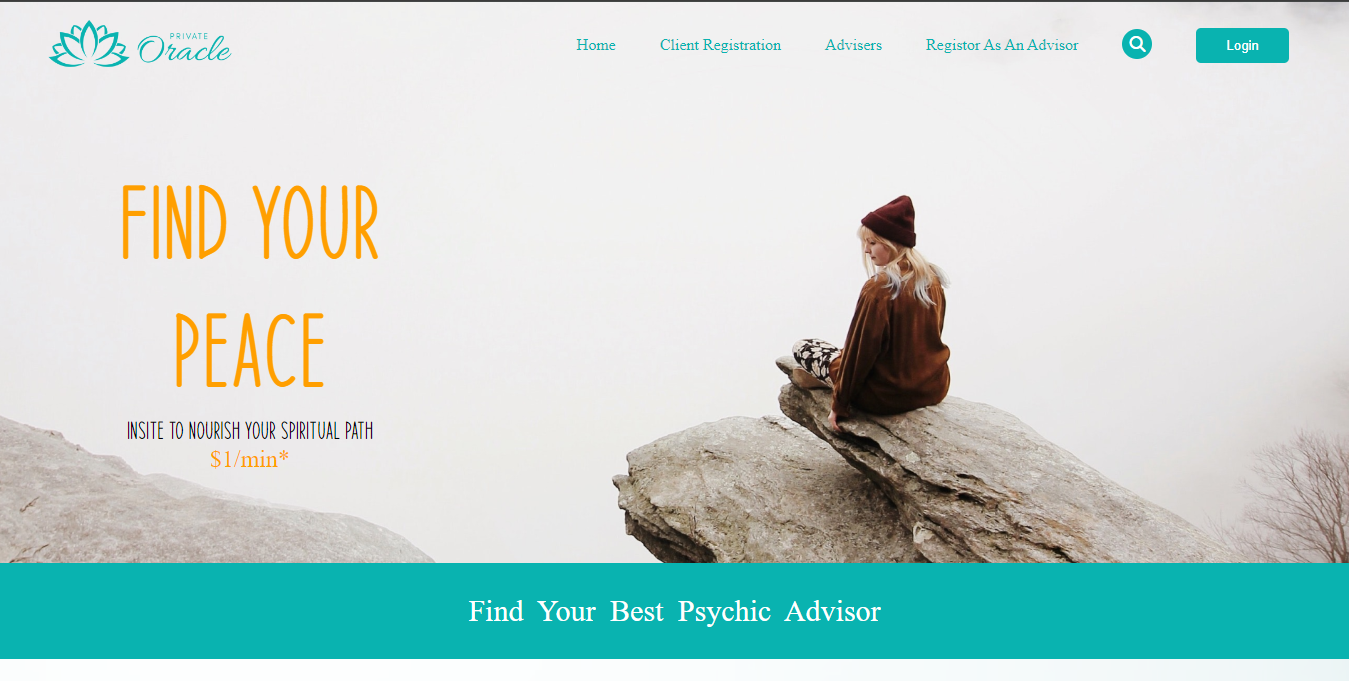 PRIVATE
Oracle
Home
Client Registration
Advisers
Registor As An Advisor
Login
FIND YOUR
PEACE
INSITE TO NOURISH YOUR SPIRITUAL PATH
$1/min*
Find Your Best Psychic Advisor